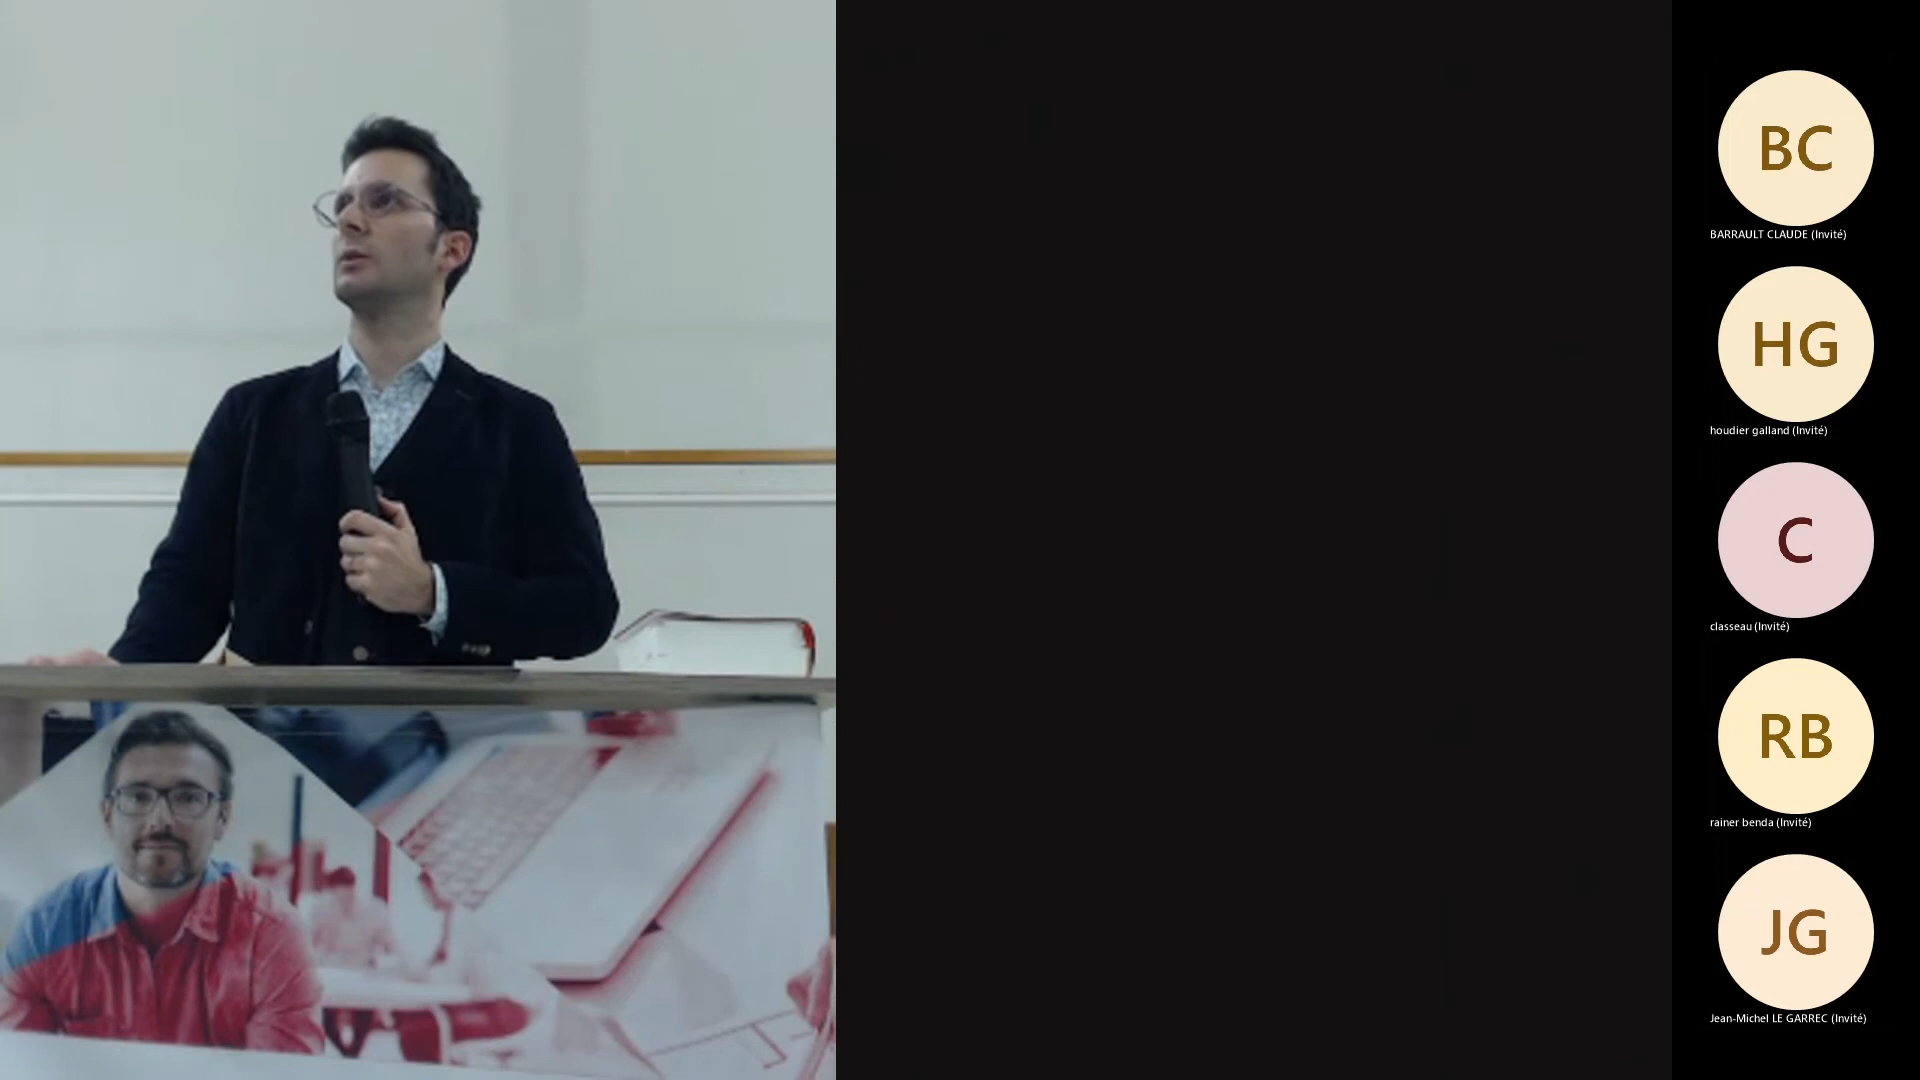 BC
BARRAULT CLAUDE (Invité)
HG
houdier galland (Invité)
C
classeau (Invité)
RB
rainer benda (Invité)
JG
Jean-Michel LE GARREC (Invité)